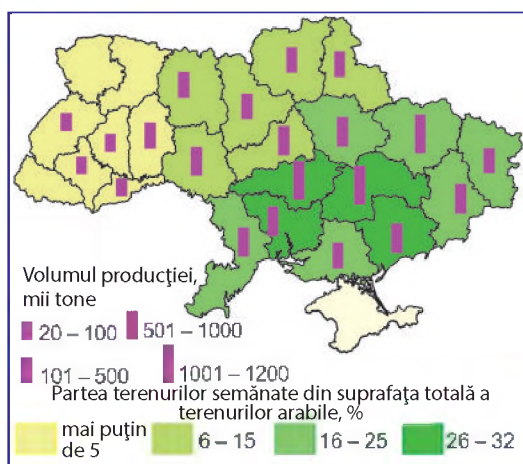 Volumul producţiei,
mii tone
20 – 100
501 – 1000
101 – 500
1001 – 1200
Partea terenurilor semănate din suprafaţa totală a
terenurilor arabile, %
mai puţin
de 5
6 – 15
16 – 25
26 – 32